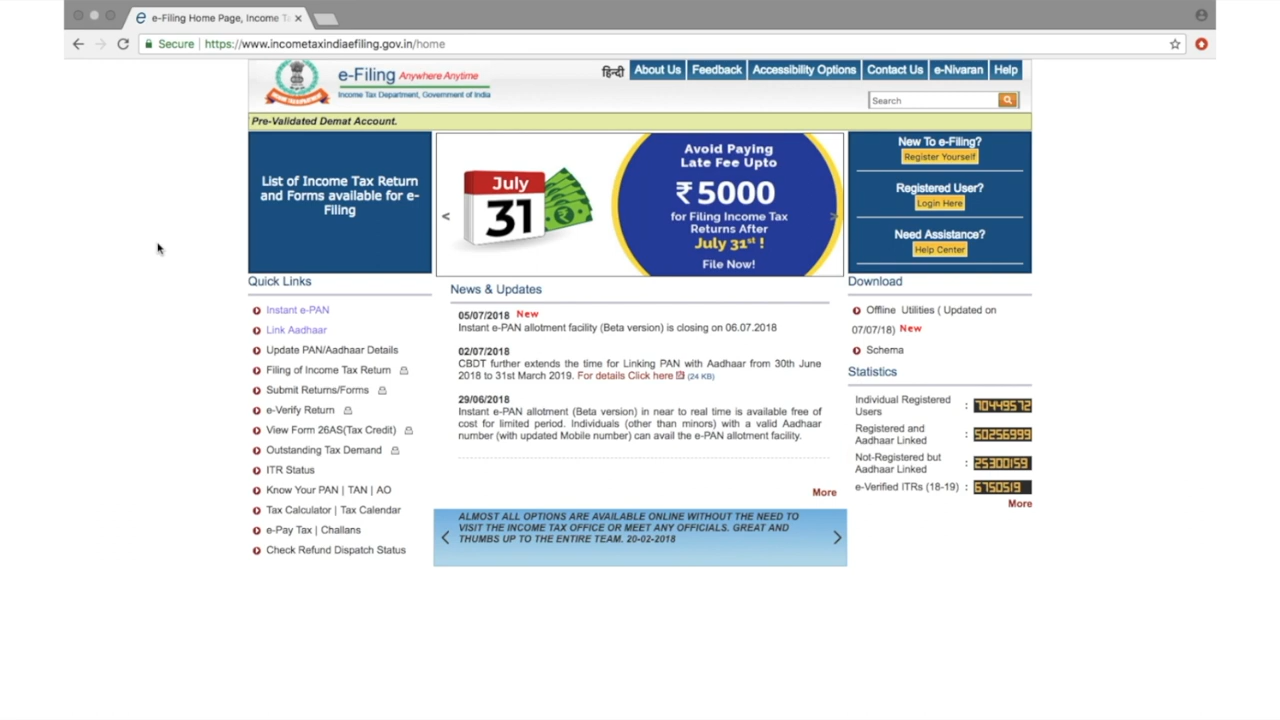 e-Filing Home Page, Income T
Secure
https://www.incometaxindiaefiling.gov.in/home
e-Filing Anywhere Anytime
Income Tax Department, Government of India
हिन्दी
About Us
Feedback
Accessibility Options
Contact Us
e-Nivaran
Help
Search
Pre-Validated Demat Account.
List of Income Tax Return
and Forms available for e-
Filing
July
31
Avoid Paying
Late Fee Upto
₹ 5000
for Filing Income Tax
Returns After
July 31st !
File Now!
New To e-Filing?
Register Yourself
Registered User?
Login Here
Need Assistance?
Help Center
Quick Links
Instant e-PAN
Link Aadhaar
Update PAN/Aadhaar Details
Filing of Income Tax Return
Submit Returns/Forms
e-Verify Return
View Form 26AS(Tax Credit)
Outstanding Tax Demand
ITR Status
Know Your PAN | TAN | AO
Tax Calculator | Tax Calendar
e-Pay Tax | Challans
Check Refund Dispatch Status
News & Updates
05/07/2018 New
Instant e-PAN allotment facility (Beta version) is closing on 06.07.2018
02/07/2018
CBDT further extends the time for Linking PAN with Aadhaar from 30th June
2018 to 31st March 2019. For details Click here (24 KB)
29/06/2018
Instant e-PAN allotment (Beta version) in near to real time is available free of
cost for limited period. Individuals (other than minors) with a valid Aadhaar
number (with updated Mobile number) can avail the e-PAN allotment facility.
More
ALMOST ALL OPTIONS ARE AVAILABLE ONLINE WITHOUT THE NEED TO
VISIT THE INCOME TAX OFFICE OR MEET ANY OFFICIALS. GREAT AND
THUMBS UP TO THE ENTIRE TEAM. 20-02-2018
Download
Offline Utilities ( Updated on
07/07/18) New
Schema
Statistics
Individual Registered
Users : 70449572
Registered and
Aadhaar Linked : 50256999
Not-Registered but
Aadhaar Linked : 25300159
e-Verified ITRs (18-19) : 6750519
More